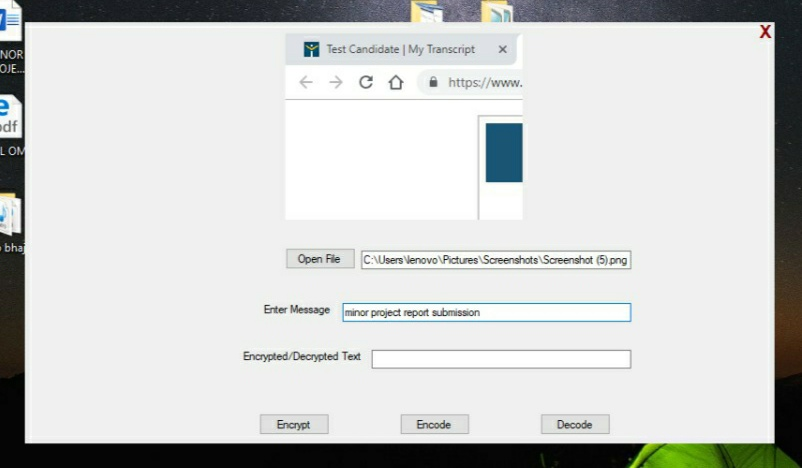 X
NOR
OJE...
Test Candidate | My Transcript
https://www.
pdf
L OM
bhaj
Open File
C:\Users\lenovo\Pictures\Screenshots\Screenshot (5).png
Enter Message
minor project report submission
Encrypted/Decrypted Text
Encrypt
Encode
Decode